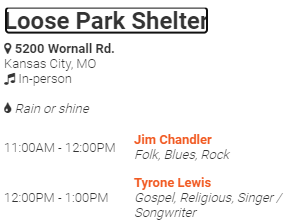 Loose Park Shelter
5200 Wornall Rd.
Kansas City, MO
In-person
Rain or shine
11:00AM - 12:00PM
Jim Chandler
Folk, Blues, Rock
12:00PM - 1:00PM
Tyrone Lewis
Gospel, Religious, Singer /
Songwriter